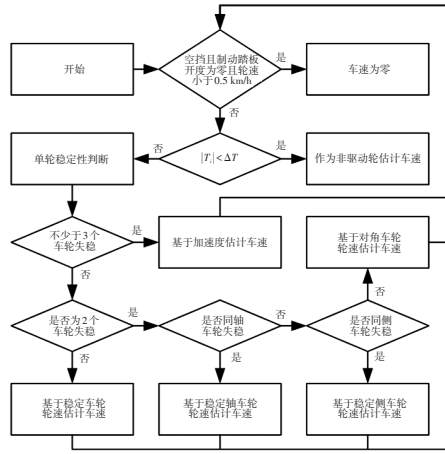 开始
空挡且制动踏板
开度为零且轮速
小于0.5 km/h
是
车速为零
否
单轮稳定性判断
否
|Tᵢ|<ΔT
是
作为非驱动轮估计车速
不少于3个
车轮失稳
是
基于加速度估计车速
基于对角车轮
轮速估计车速
否
否
是否为2个
车轮失稳
是
是否同轴
车轮失稳
否
是否同侧
车轮失稳
否
是
是
基于稳定车轮
轮速估计车速
基于稳定轴车轮
轮速估计车速
基于稳定侧车轮
轮速估计车速